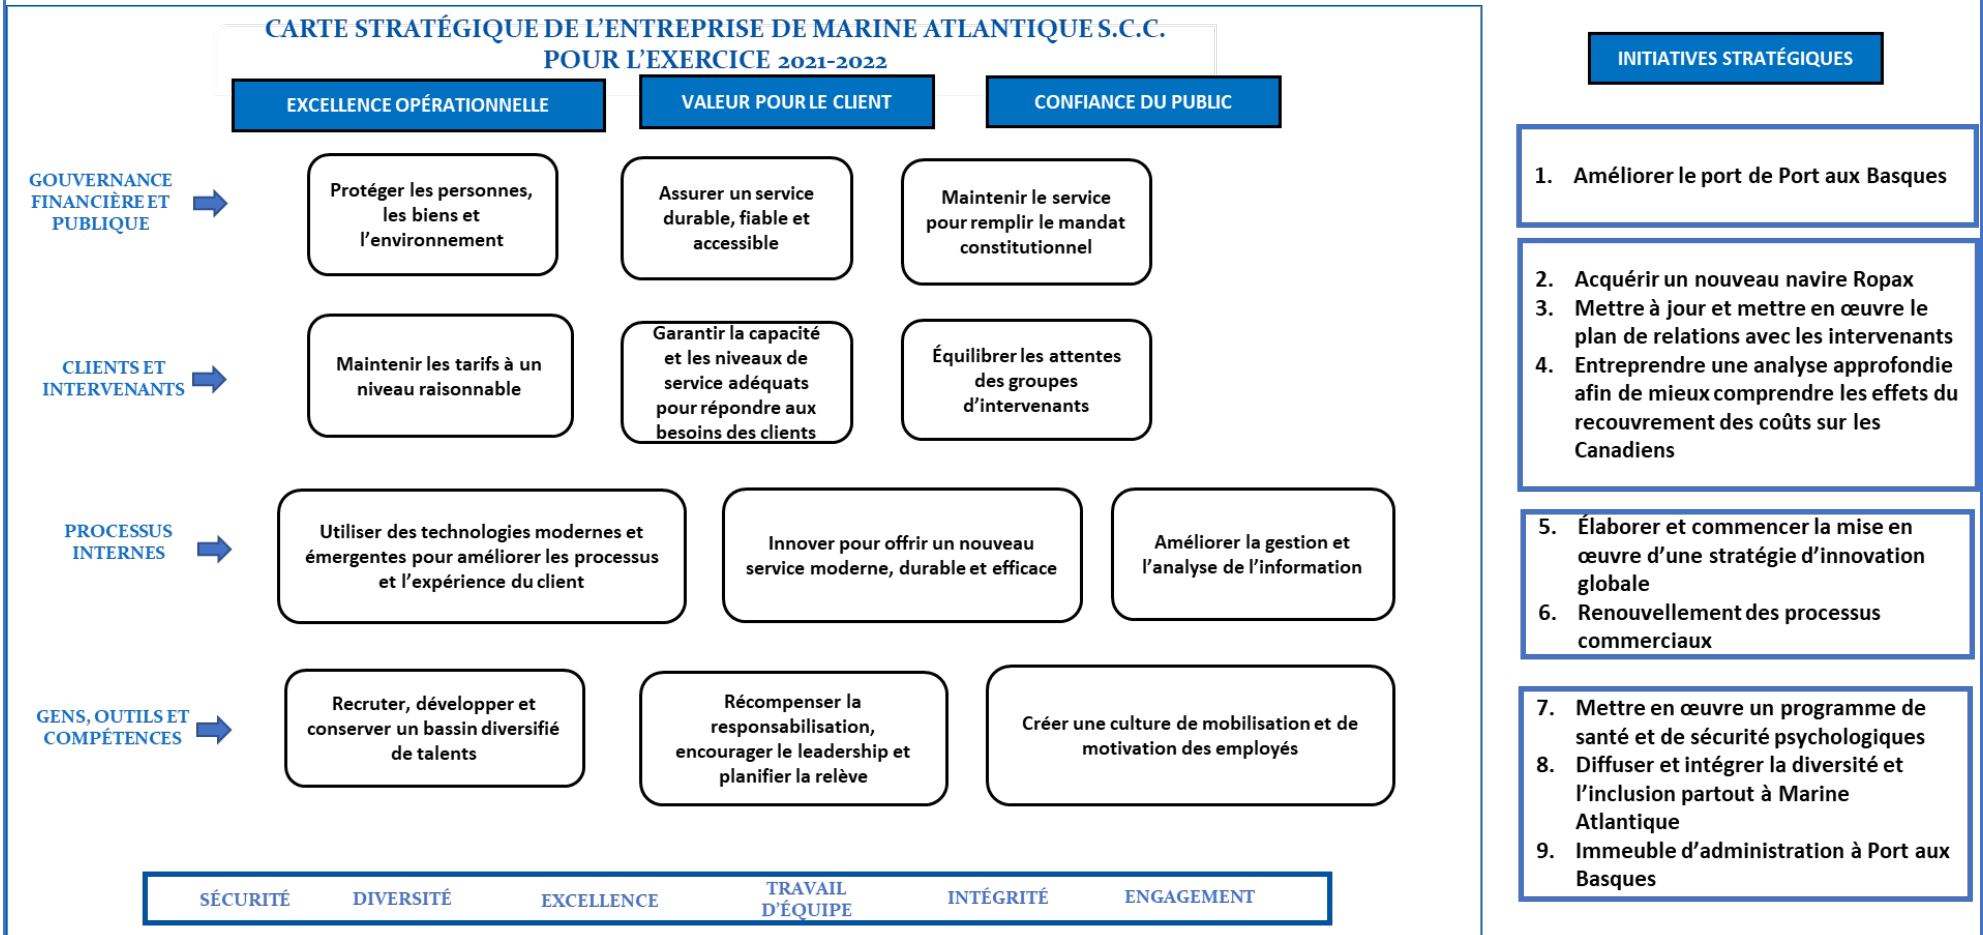 CARTE STRATÉGIQUE DE L’ENTREPRISE DE MARINE ATLANTIQUE S.C.C.
POUR L’EXERCICE 2021-2022
EXCELLENCE OPÉRATIONNELLE
VALEUR POUR LE CLIENT
CONFIANCE DU PUBLIC
GOUVERNANCE
FINANCIÈRE ET
PUBLIQUE
Protéger les personnes,
les biens et
l’environnement
Assurer un service
durable, fiable et
accessible
Maintenir le service
pour remplir le mandat
constitutionnel
CLIENTS ET
INTERVENANTS
Maintenir les tarifs à un
niveau raisonnable
Garantir la capacité
et les niveaux de
service adéquats
pour répondre aux
besoins des clients
Équilibrer les attentes
des groupes
d’intervenants
PROCESSUS
INTERNES
Utiliser des technologies modernes et
émergentes pour améliorer les processus
et l’expérience du client
Innover pour offrir un nouveau
service moderne, durable et efficace
Améliorer la gestion et
l’analyse de l’information
GENS, OUTILS ET
COMPÉTENCES
Recruter, développer et
conserver un bassin diversifié
de talents
Récompenser la
responsabilisation,
encourager le leadership et
planifier la relève
Créer une culture de mobilisation et de
motivation des employés
SÉCURITÉ
DIVERSITÉ
EXCELLENCE
TRAVAIL
D’ÉQUIPE
INTÉGRITÉ
ENGAGEMENT
INITIATIVES STRATÉGIQUES
1. Améliorer le port de Port aux Basques
2. Acquérir un nouveau navire Ropax
3. Mettre à jour et mettre en œuvre le
plan de relations avec les intervenants
4. Entreprendre une analyse approfondie
afin de mieux comprendre les effets du
recouvrement des coûts sur les
Canadiens
5. Élaborer et commencer la mise en
œuvre d’une stratégie d’innovation
globale
6. Renouvellement des processus
commerciaux
7. Mettre en œuvre un programme de
santé et de sécurité psychologiques
8. Diffuser et intégrer la diversité et
l’inclusion partout à Marine
Atlantique
9. Immeuble d’administration à Port aux
Basques